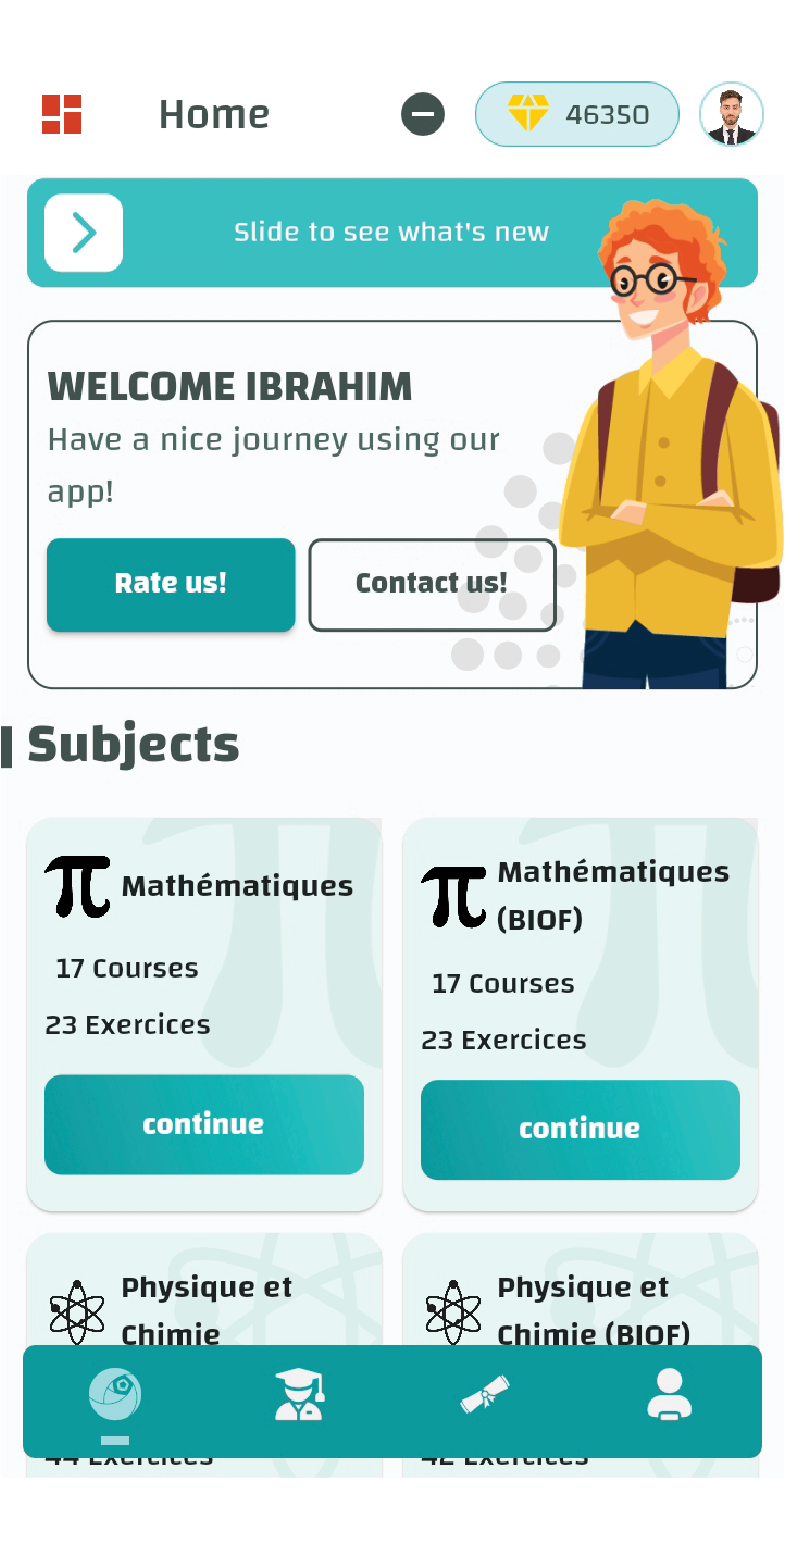 Home
46350
Slide to see what's new
WELCOME IBRAHIM
Have a nice journey using our
app!
Rate us!
Contact us!
Subjects
Mathématiques
17 Courses
23 Exercices
continue
Mathématiques
(BIOF)
17 Courses
23 Exercices
continue
Physique et
Chimie
44 Exercices
Physique et
Chimie (BIOF)
42 Exercices